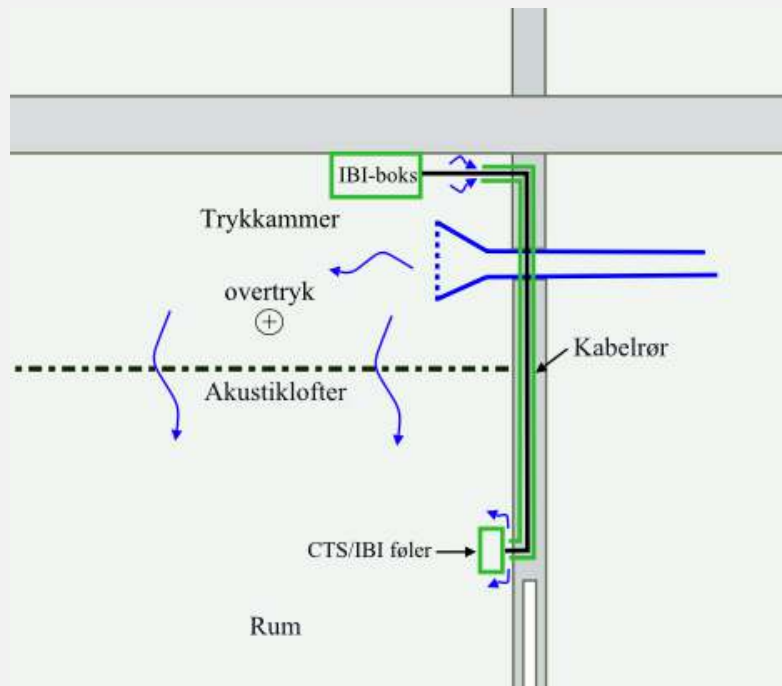 IBI-boks
Trykkammer
overtryk
+
Kabelrør
Akustiklofter
CTS/IBI føler
Rum